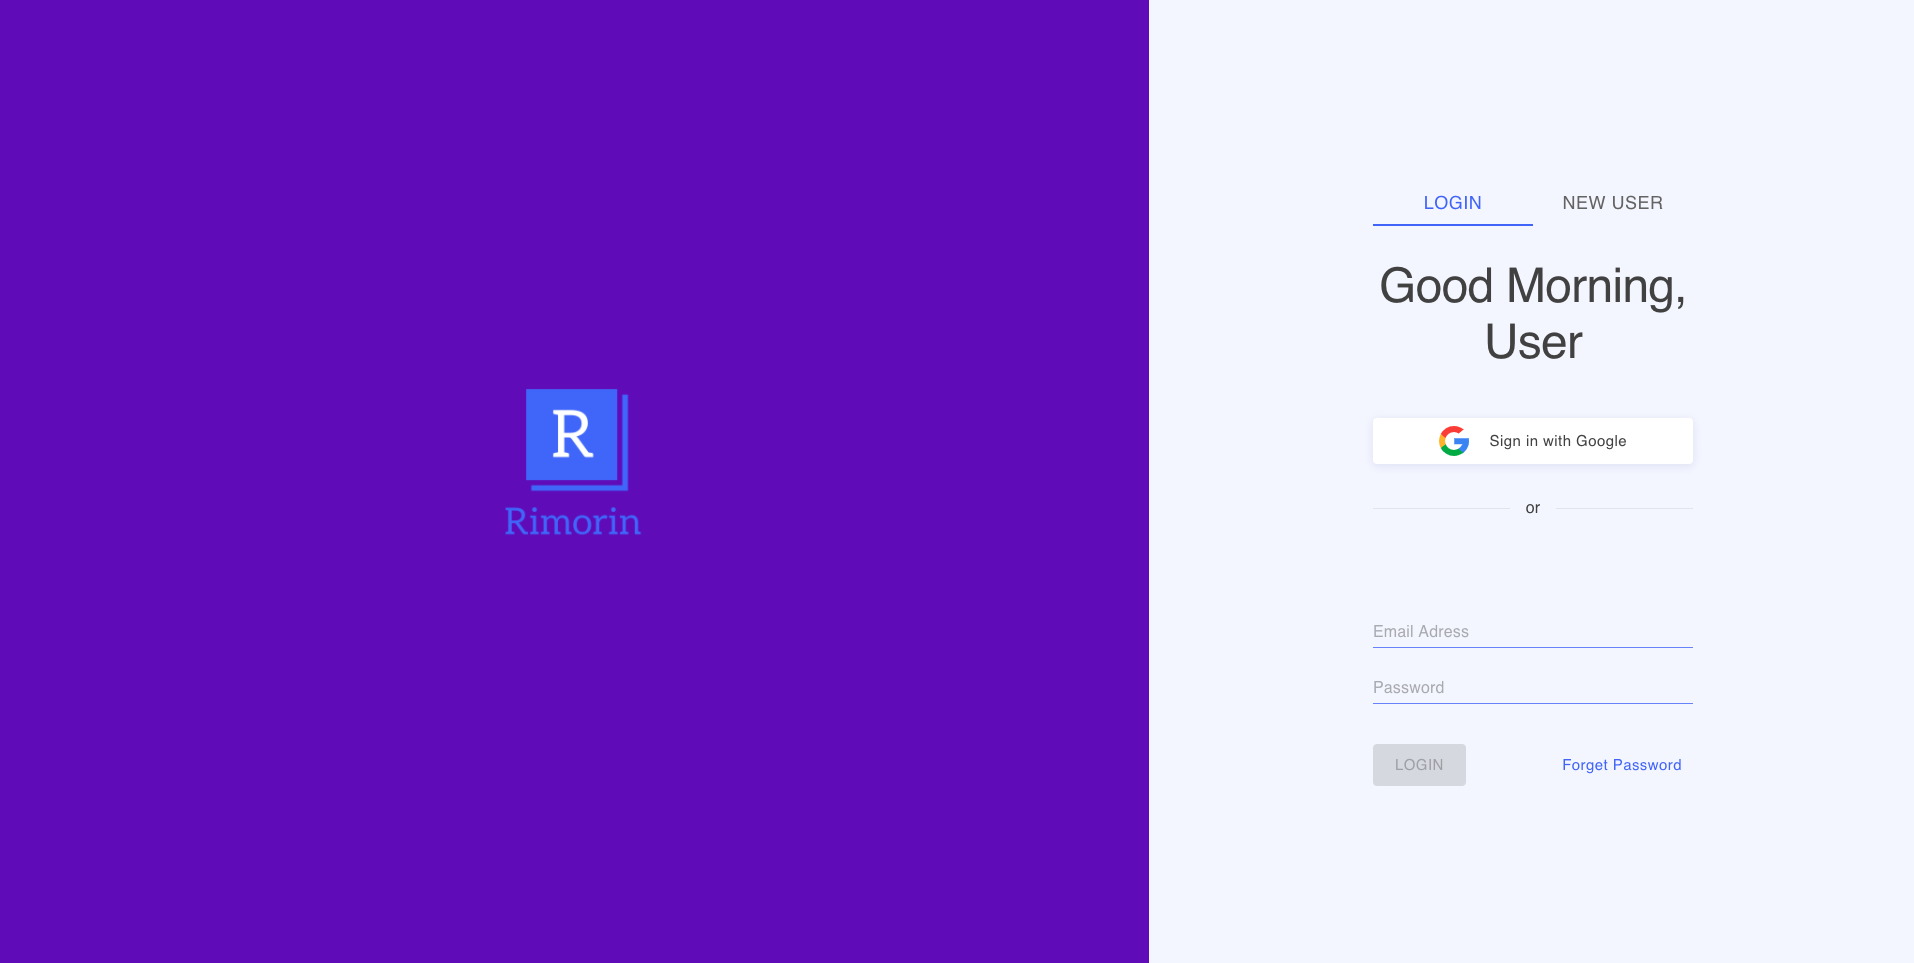 R
Rimorin
LOGIN
NEW USER
Good Morning,
User
Sign in with Google
or
Email Adress
Password
LOGIN
Forget Password